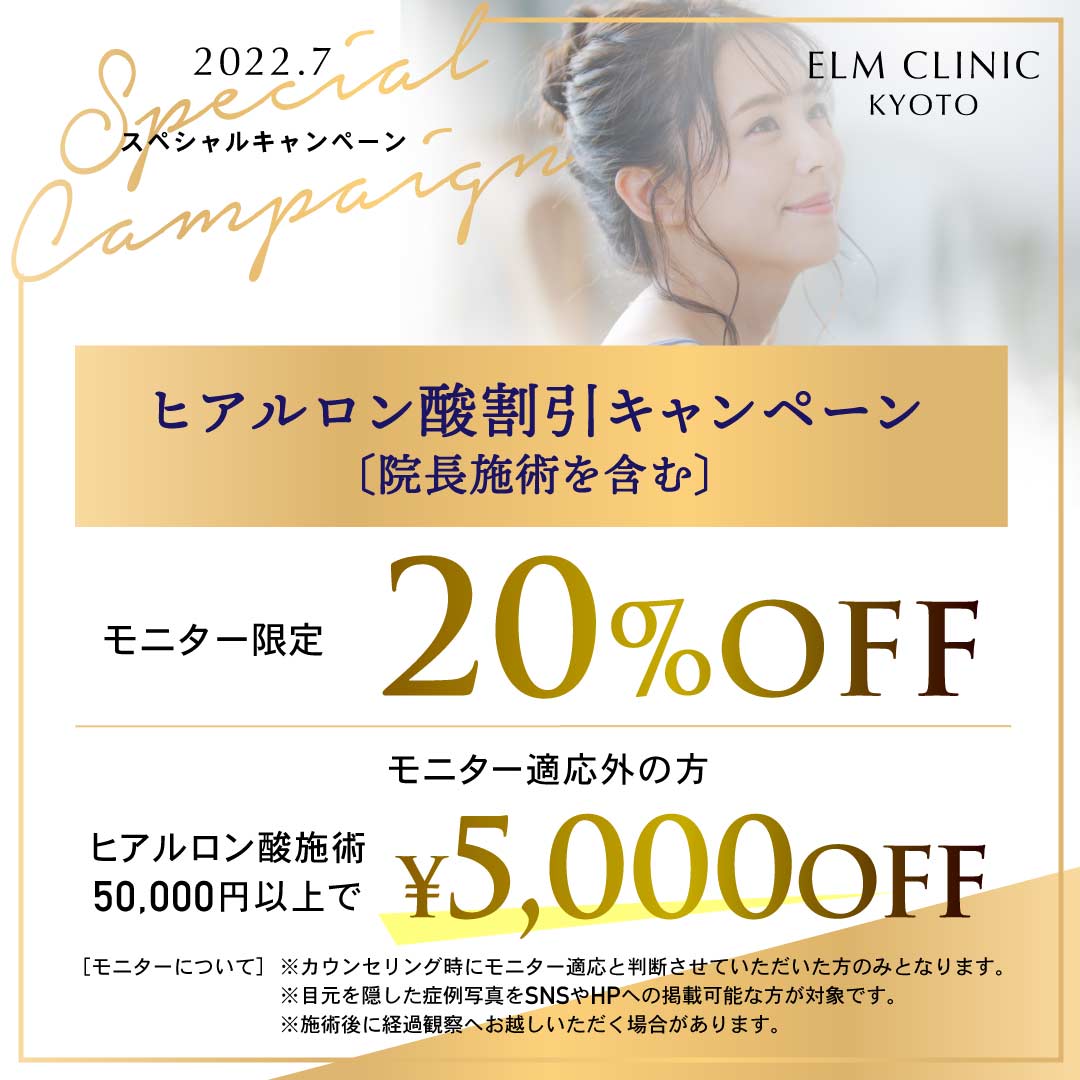 2022.7
Special
スペシャルキャンペーン
Campaign
ELM CLINIC
KYOTO
ヒアルロン酸割引キャンペーン
〔院長施術を含む〕
モニター限定
20%OFF
モニター適応外の方
ヒアルロン酸施術
50,000円以上で
¥5,000OFF
［モニターについて］※カウンセリング時にモニター適応と判断させていただいた方のみとなります。
※目元を隠した症例写真をSNSやHPへの掲載可能な方が対象です。
※施術後に経過観察へお越しいただく場合があります。